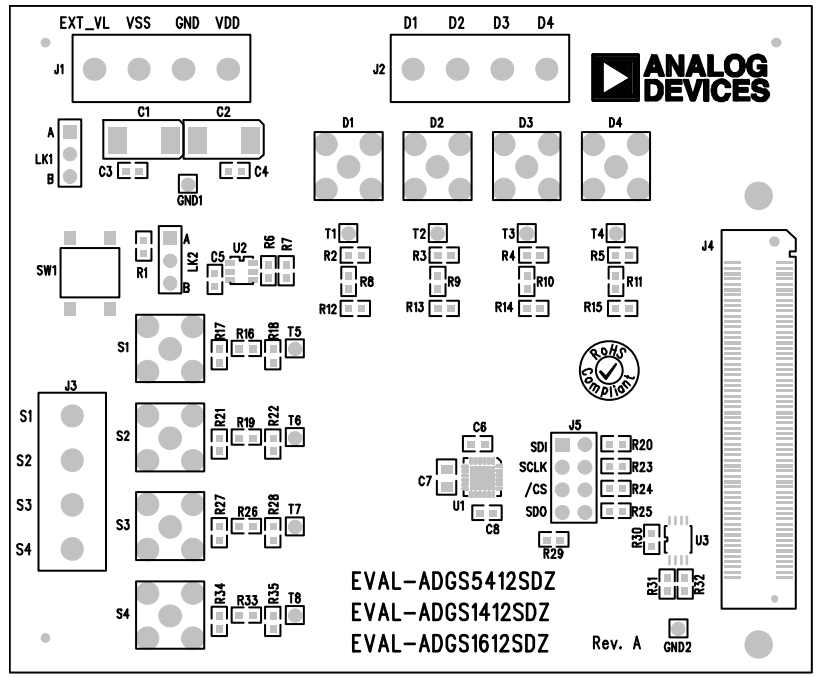 EXT_VL VSS GND VDD
D1 D2 D3 D4
J1
J2
ANALOG
DEVICES
C1 C2
D1 D2 D3 D4
A
LK1
B
C3 C4
GND1
J4
T1 T2 T3 T4
R2 R3 R4 R5
R8 R9 R10 R11
R12 R13 R14 R15
SW1
R1
A
LK2
B
C5
U2
R6
R7
S1
R17
R16
R18
T5
RoHS
Compliant
J3
S1
S2
S3
S4
S2
R21
R19
R22
T6
C6
C7
U1
C8
J5
SDI R20
SCLK R23
/CS R24
SDO R25
R29
R30
U3
R31
R32
S3
R27
R26
R28
T7
S4
R34
R33
R35
T8
EVAL-ADGS5412SDZ
EVAL-ADGS1412SDZ
EVAL-ADGS1612SDZ
Rev. A
GND2